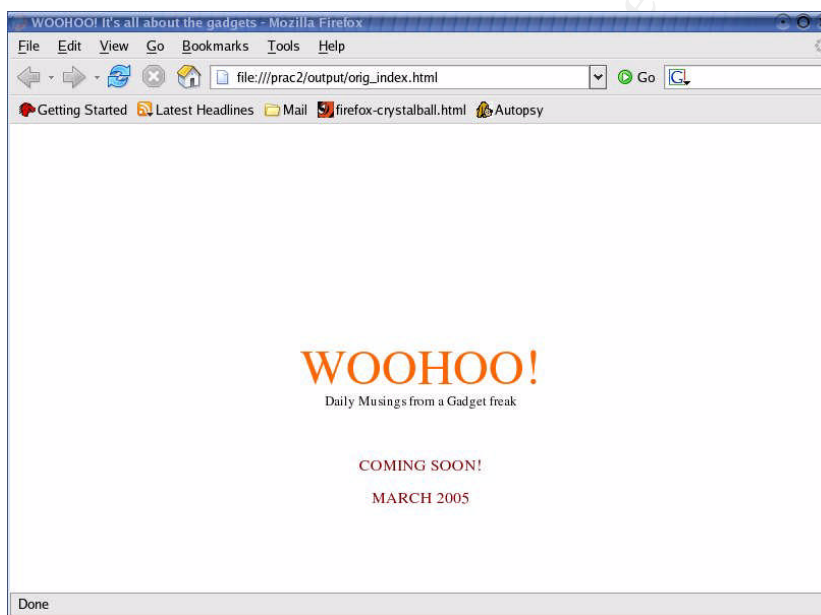 WOOHOO! It's all about the gadgets - Mozilla Firefox
File Edit View Go Bookmarks Tools Help
file:///prac2/output/orig_index.html Go G
Getting Started Latest Headlines Mail firefox-crystalball.html Autopsy
WOOHOO!
Daily Musings from a Gadget freak
COMING SOON!
MARCH 2005
Done